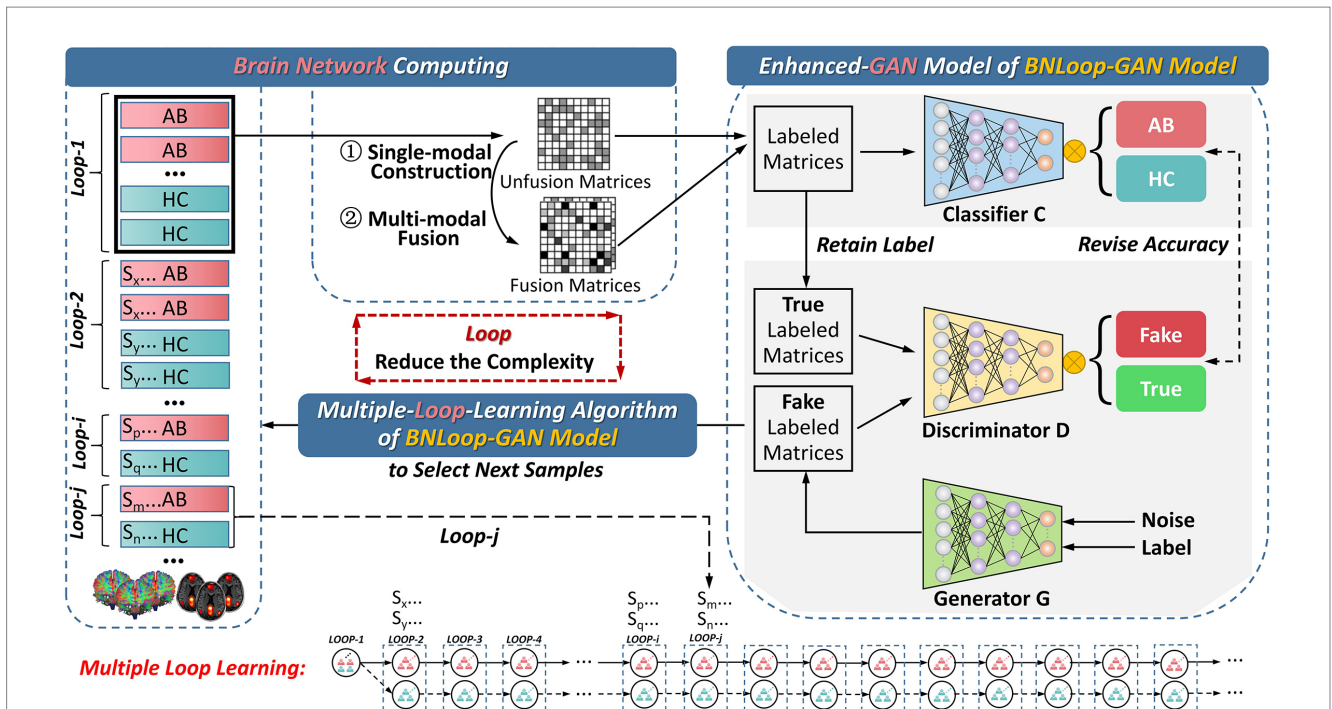 Brain Network Computing
Loop-1
AB
AB
•••
HC
HC
Loop-2
Sx... AB
Sx... AB
Sy... HC
Sy... HC
•••
Loop-i
Sp... AB
Sq... HC
Loop-j
Sm...AB
Sn... HC
•••
① Single-modal
Construction
② Multi-modal
Fusion
Unfusion Matrices
Fusion Matrices
Loop
Reduce the Complexity
Multiple-Loop-Learning Algorithm
of BNLoop-GAN Model
to Select Next Samples
Loop-j
Enhanced-GAN Model of BNLoop-GAN Model
Labeled
Matrices
Classifier C
AB
HC
Retain Label
Revise Accuracy
True
Labeled
Matrices
Fake
Labeled
Matrices
Discriminator D
Fake
True
Noise
Label
Generator G
Sx...
Sy...
Sp...
Sq...
Sm...
Sn...
LOOP-1
LOOP-2
LOOP-3
LOOP-4
LOOP-i
LOOP-j
Multiple Loop Learning:
•••
•••
•••
•••